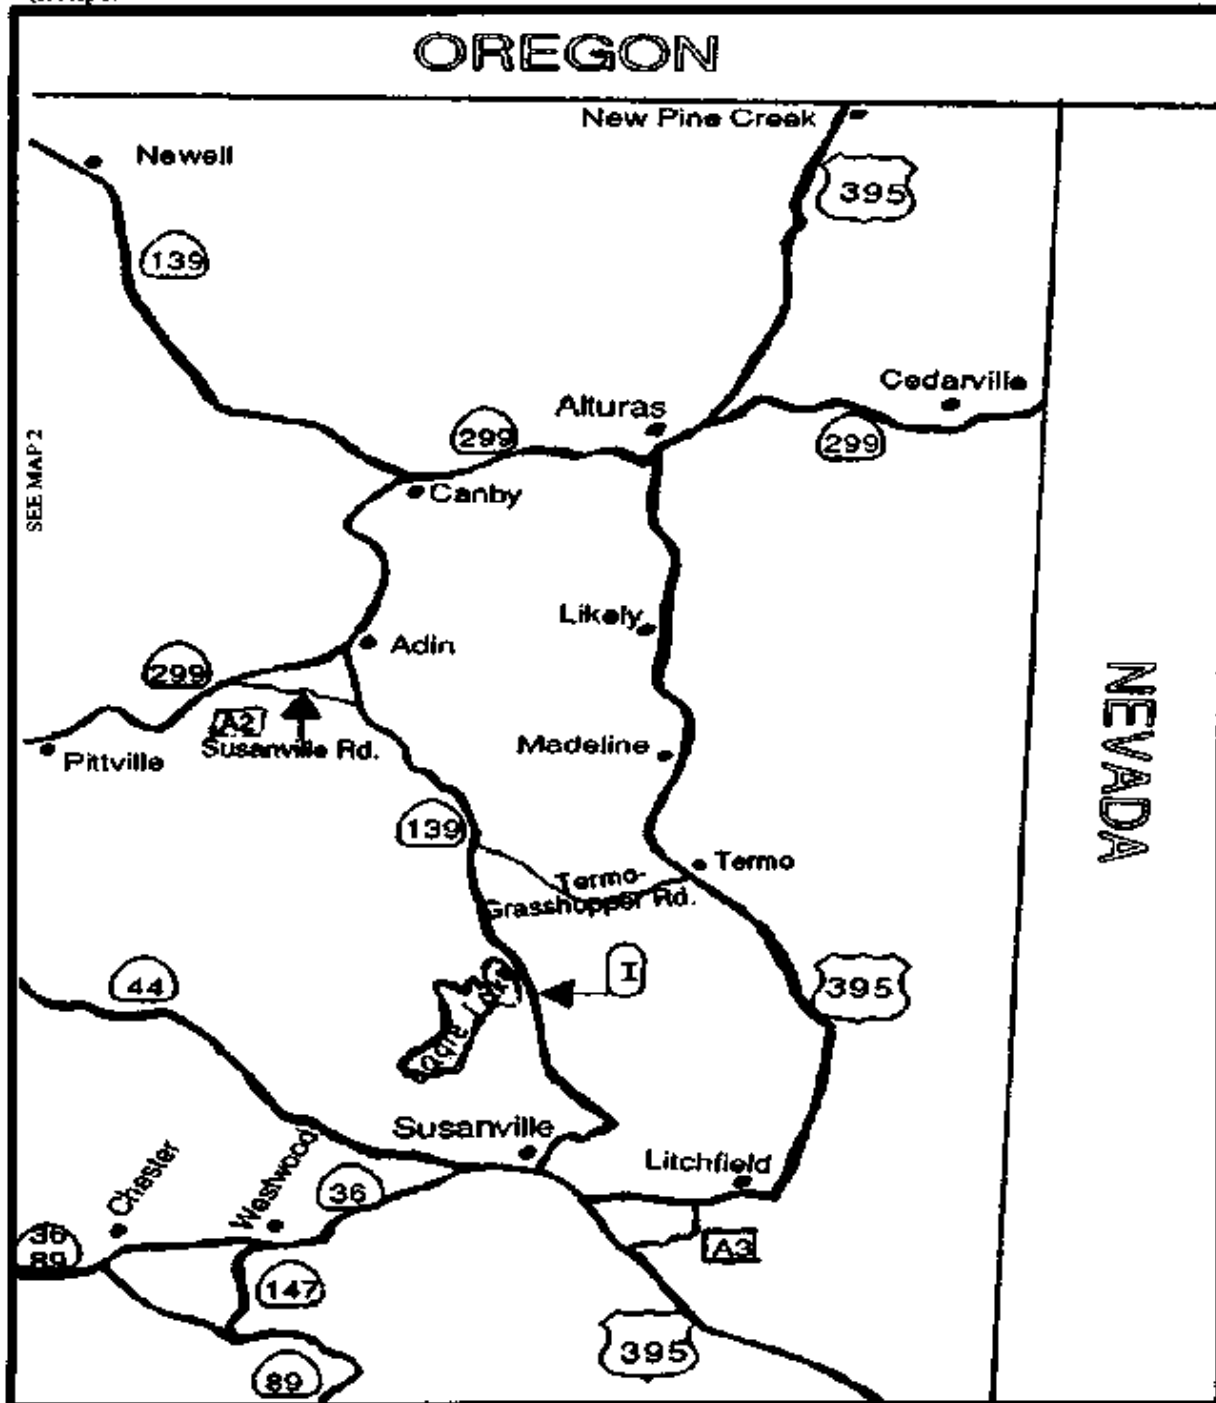 OREGON
New Pine Creek
Newell
395
139
Cedarville
Alturas
299
299
SEE MAP 2
Canby
Likely
Adin
299
A2
Susanville Rd.
Madeline
Pittville
NEVADA
139
Termo
Termo-
Grasshopper Rd.
I
44
395
Eagle Lake
Susanville
Litchfield
Chester
Westwood
36
36
89
A3
147
395
89